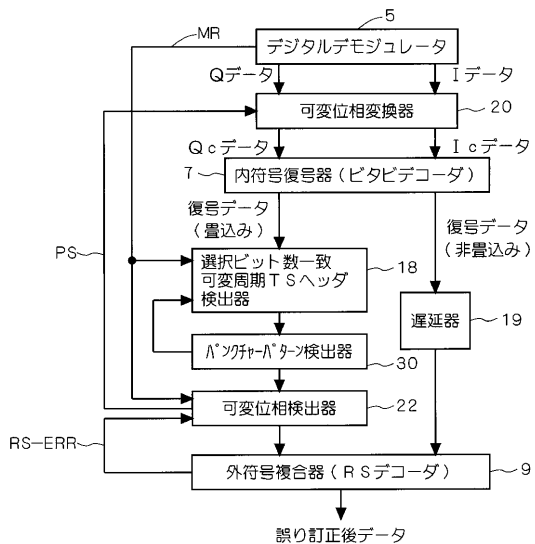 MR
5
デジタルデモジュレータ
Qデータ
Iデータ
可変位相変換器
20
Qcデータ
Icデータ
7
内符号復号器(ビタビデコーダ)
復号データ
(畳込み)
復号データ
(非畳込み)
PS
選択ビット数一致
可変周期TSヘッダ
検出器
18
遅延器
19
パンクチャーパターン検出器
30
可変位相検出器
22
RS-ERR
外符号複合器(RSデコーダ)
9
誤り訂正後データ